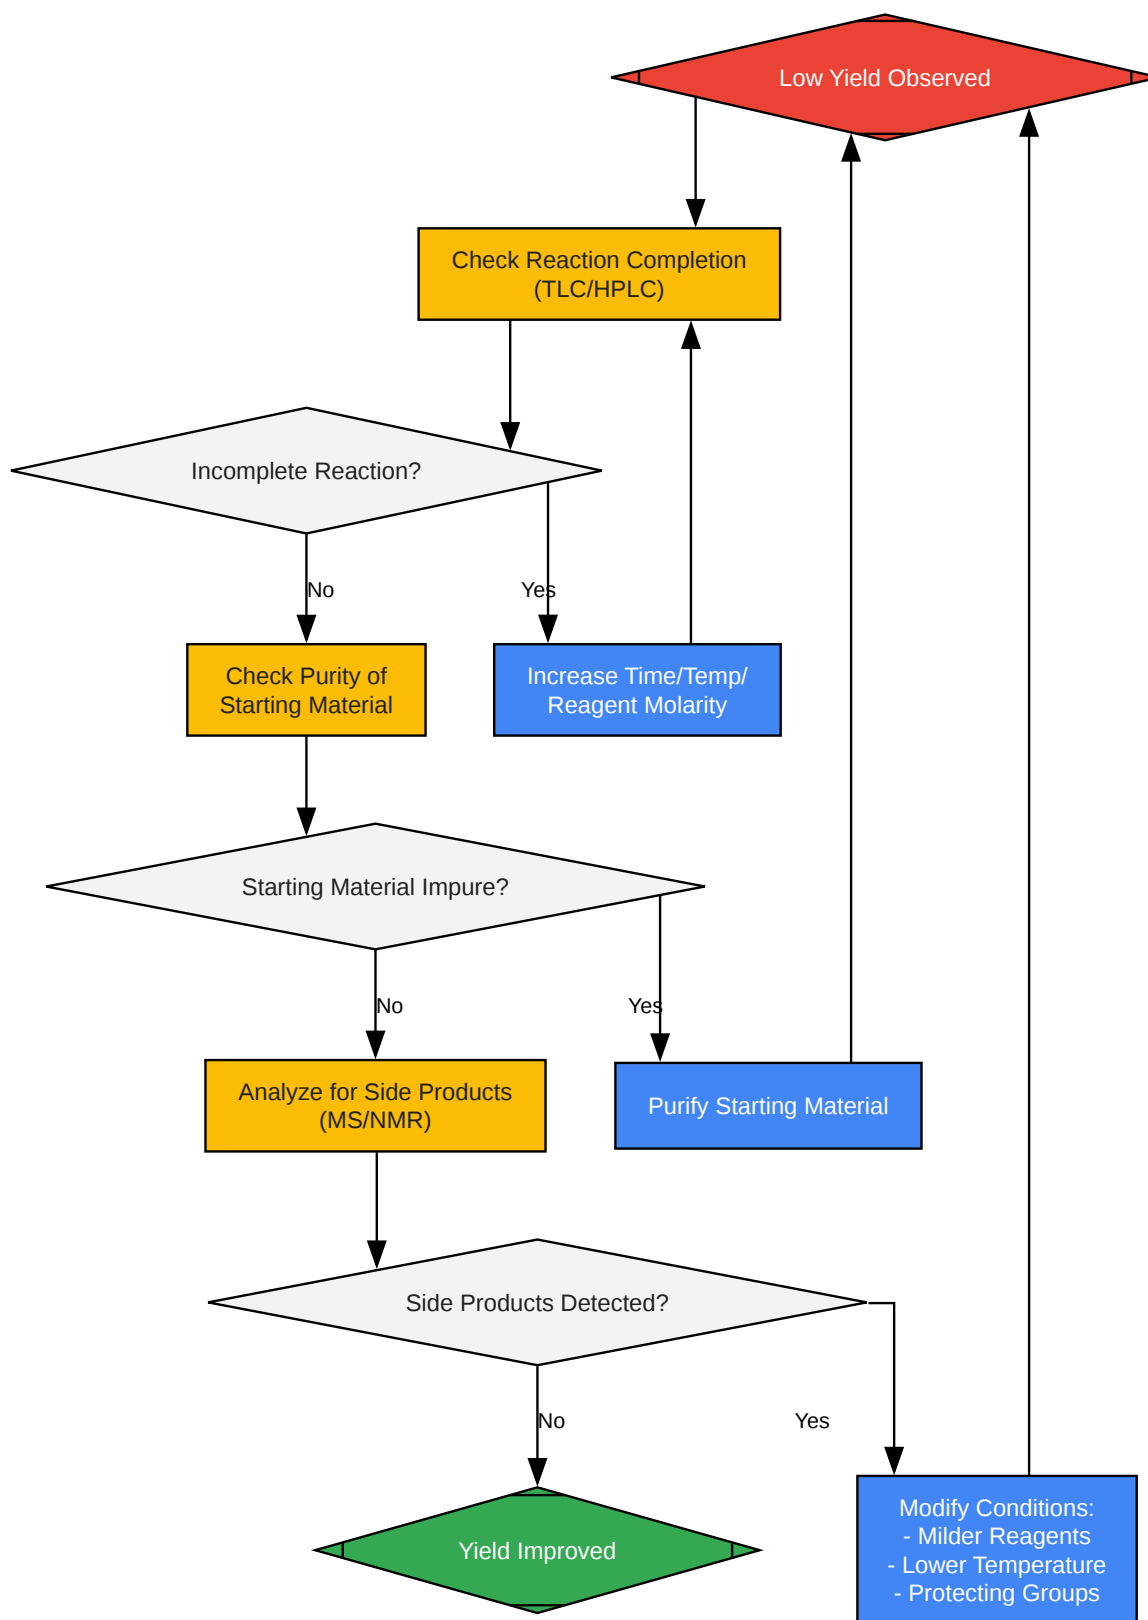 Low Yield Observed
Check Reaction Completion
(TLC/HPLC)
Incomplete Reaction?
No
Yes
Check Purity of
Starting Material
Increase Time/Temp/
Reagent Molarity
Starting Material Impure?
No
Yes
Analyze for Side Products
(MS/NMR)
Purify Starting Material
Side Products Detected?
No
Yes
Yield Improved
Modify Conditions:
- Milder Reagents
- Lower Temperature
- Protecting Groups